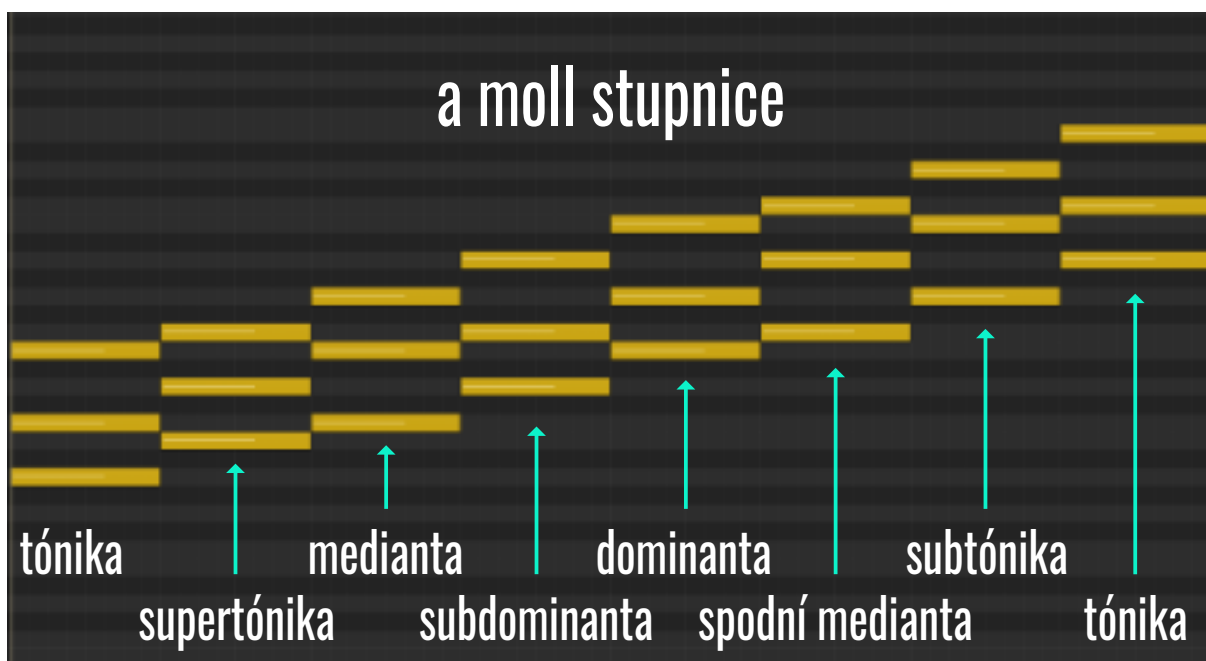 a moll stupnice
tónika
medianta
dominanta
subtónika
supertónika
subdominanta
spodní medianta
tónika